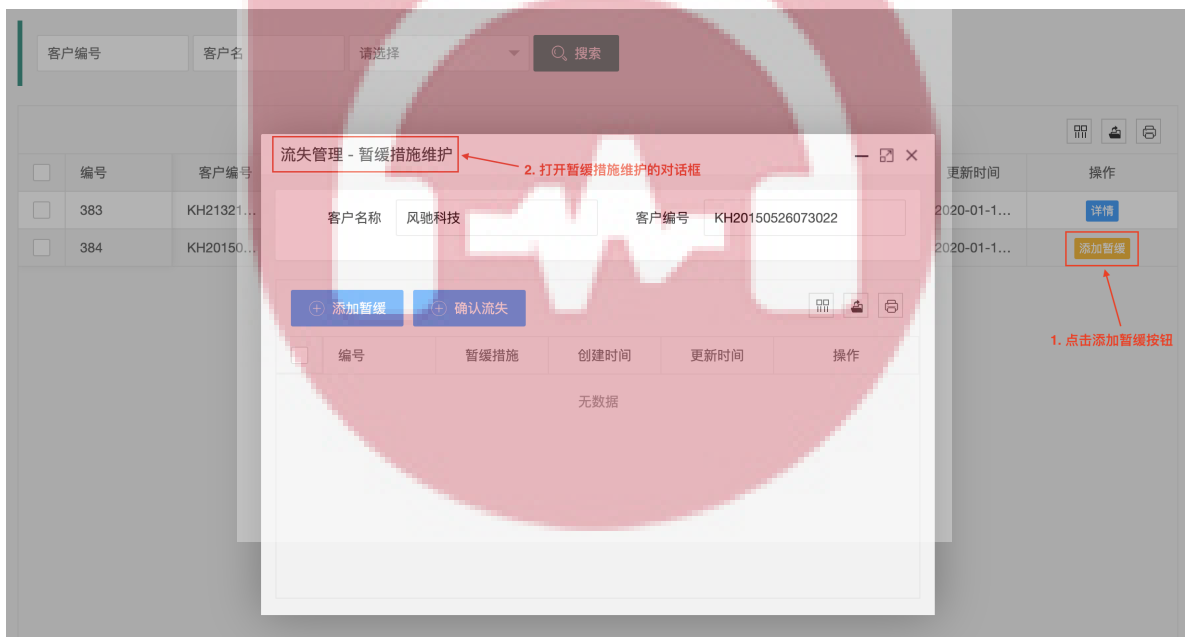 客户编号 客户名 请选择 搜索
流失管理 - 暂缓措施维护
2. 打开暂缓措施维护的对话框
编号 客户编号 更新时间 操作
383 KH21321... 2020-01-1... 详情
客户名称 风驰科技 客户编号 KH20150526073022
384 KH20150... 2020-01-1... 添加暂缓
添加暂缓 确认流失
1. 点击添加暂缓按钮
编号 暂缓措施 创建时间 更新时间 操作
无数据